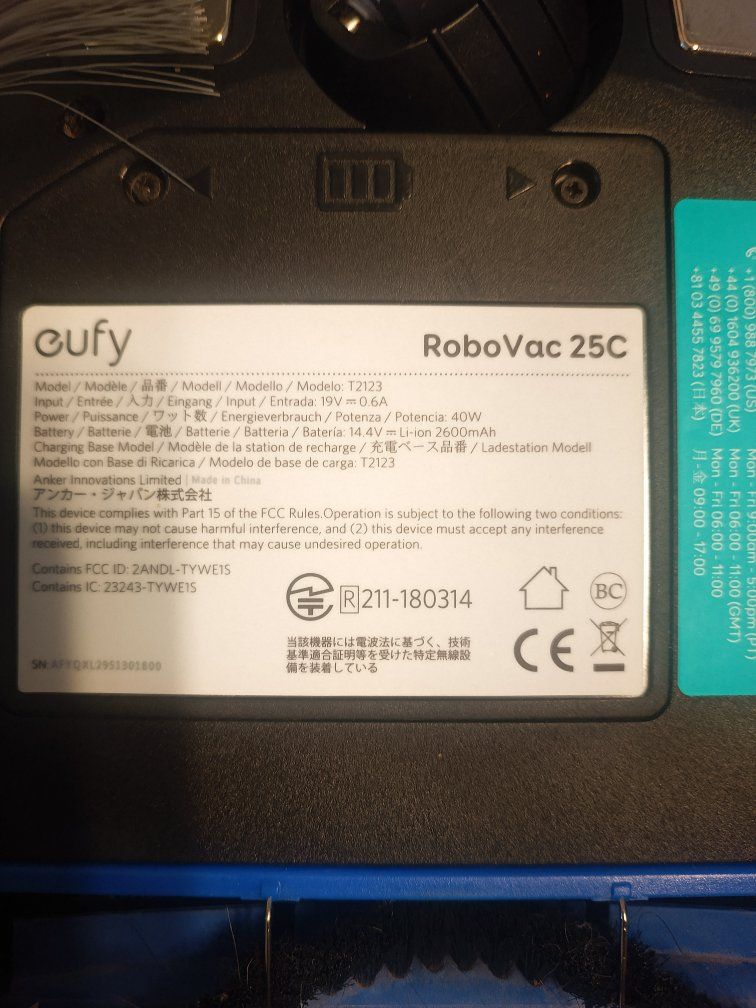 eufy
RoboVac 25C
Model / Modèle / 品番 / Modell / Modello / Modelo: T2123
Input / Entrée / 入力 / Eingang / Input / Entrada: 19V⎓0.6A
Power / Puissance / ワット数 / Energieverbrauch / Potenza / Potencia: 40W
Battery / Batterie / 電池 / Batterie / Batteria / Batería: 14.4V⎓Li-ion 2600mAh
Charging Base Model / Modèle de la station de recharge / 充電ベース品番 / Ladestation Modell
Modello con Base di Ricarica / Modelo de base de carga: T2123
Anker Innovations Limited | Made in China
アンカー・ジャパン株式会社
This device complies with Part 15 of the FCC Rules.Operation is subject to the following two conditions:
(1) this device may not cause harmful interference, and (2) this device must accept any interference
received, including interference that may cause undesired operation.
Contains FCC ID: 2ANDL-TYWE1S
Contains IC: 23243-TYWE1S
R 211-180314
BC
当該機器には電波法に基づく、技術
基準適合証明等を受けた特定無線設
備を装着している
CE
SN:
+44 (0) 1604 936200 (UK) Mon - Fri 06:00 - 11:00 (GMT)
+49 (0) 69 9579 7960 (DE) Mon - Fri 06:00 - 11:00
+81 03 4455 7823 (日本) 月-金 09:00 - 17:00